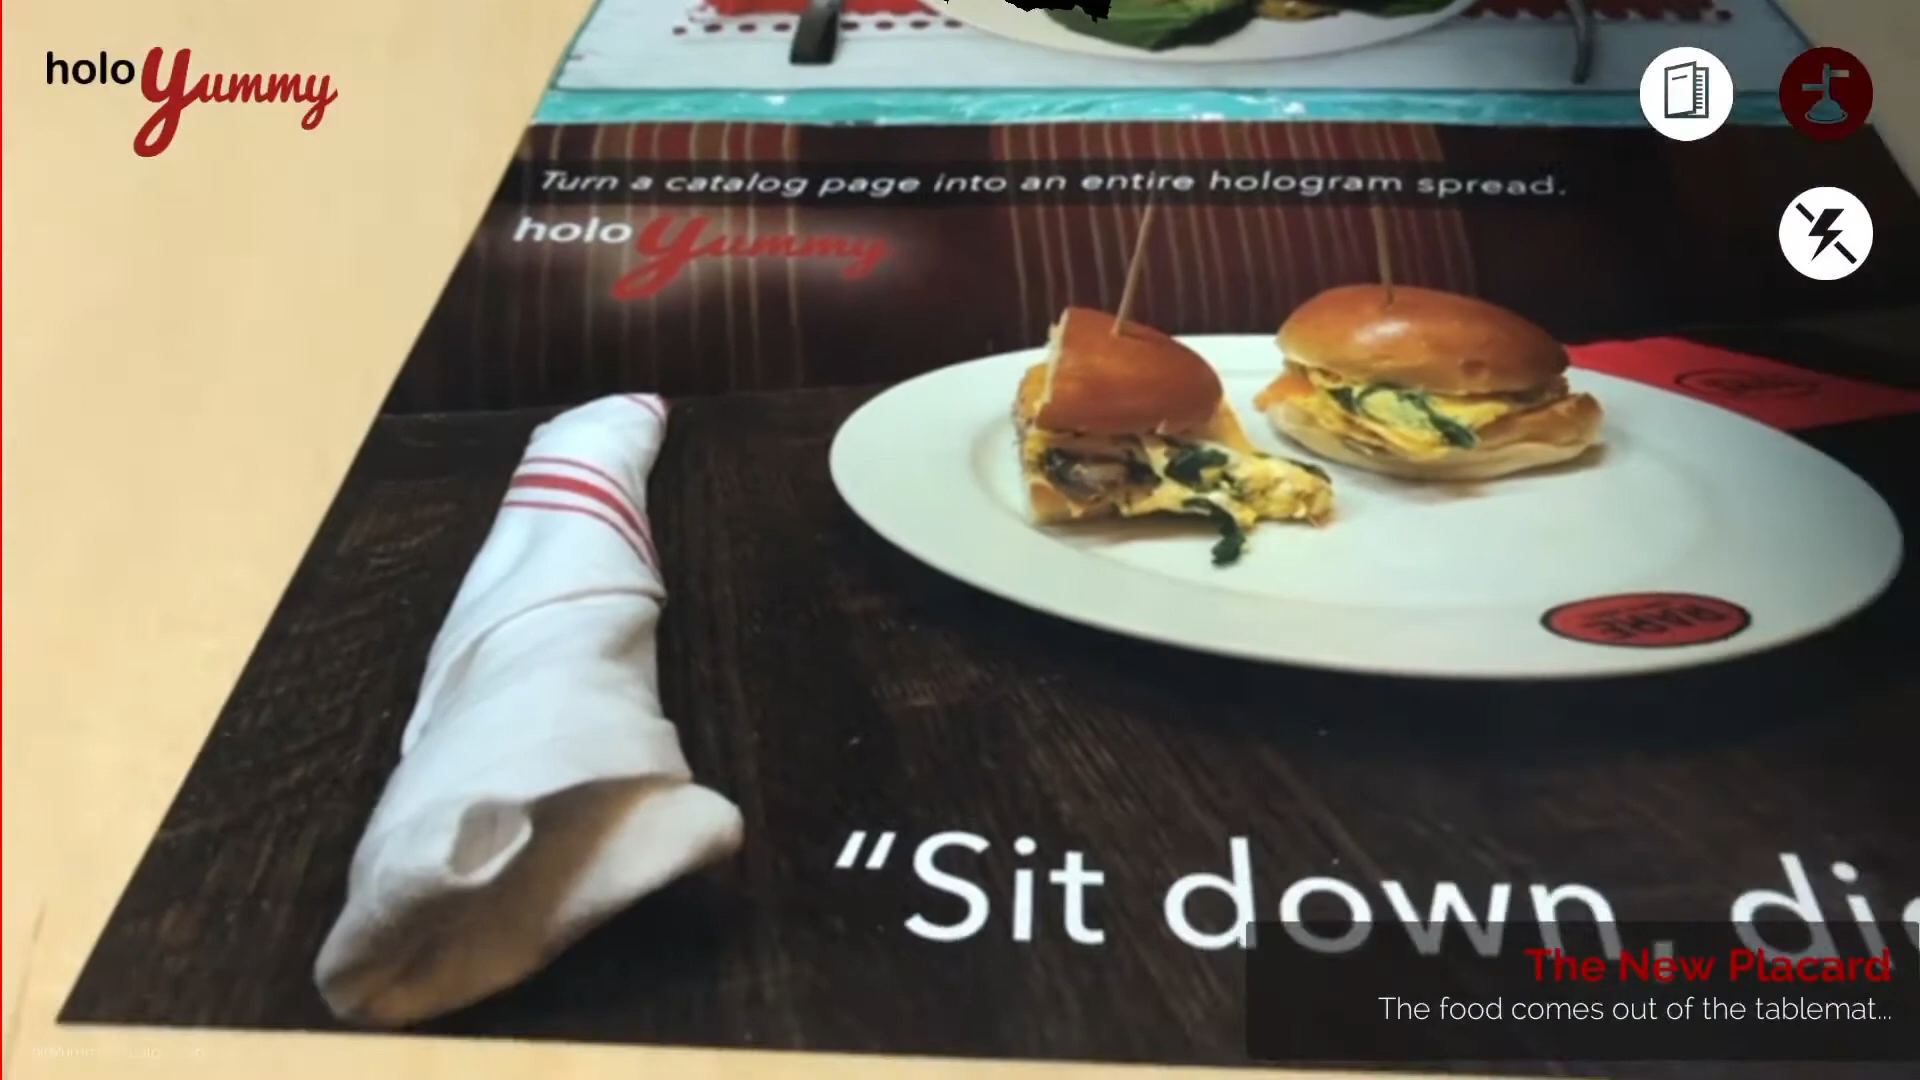 holo Yummy
Turn a catalog page into an entire hologram spread.
holo Yummy
RARE
“Sit down.
The New Placard
The food comes out of the tablemat...